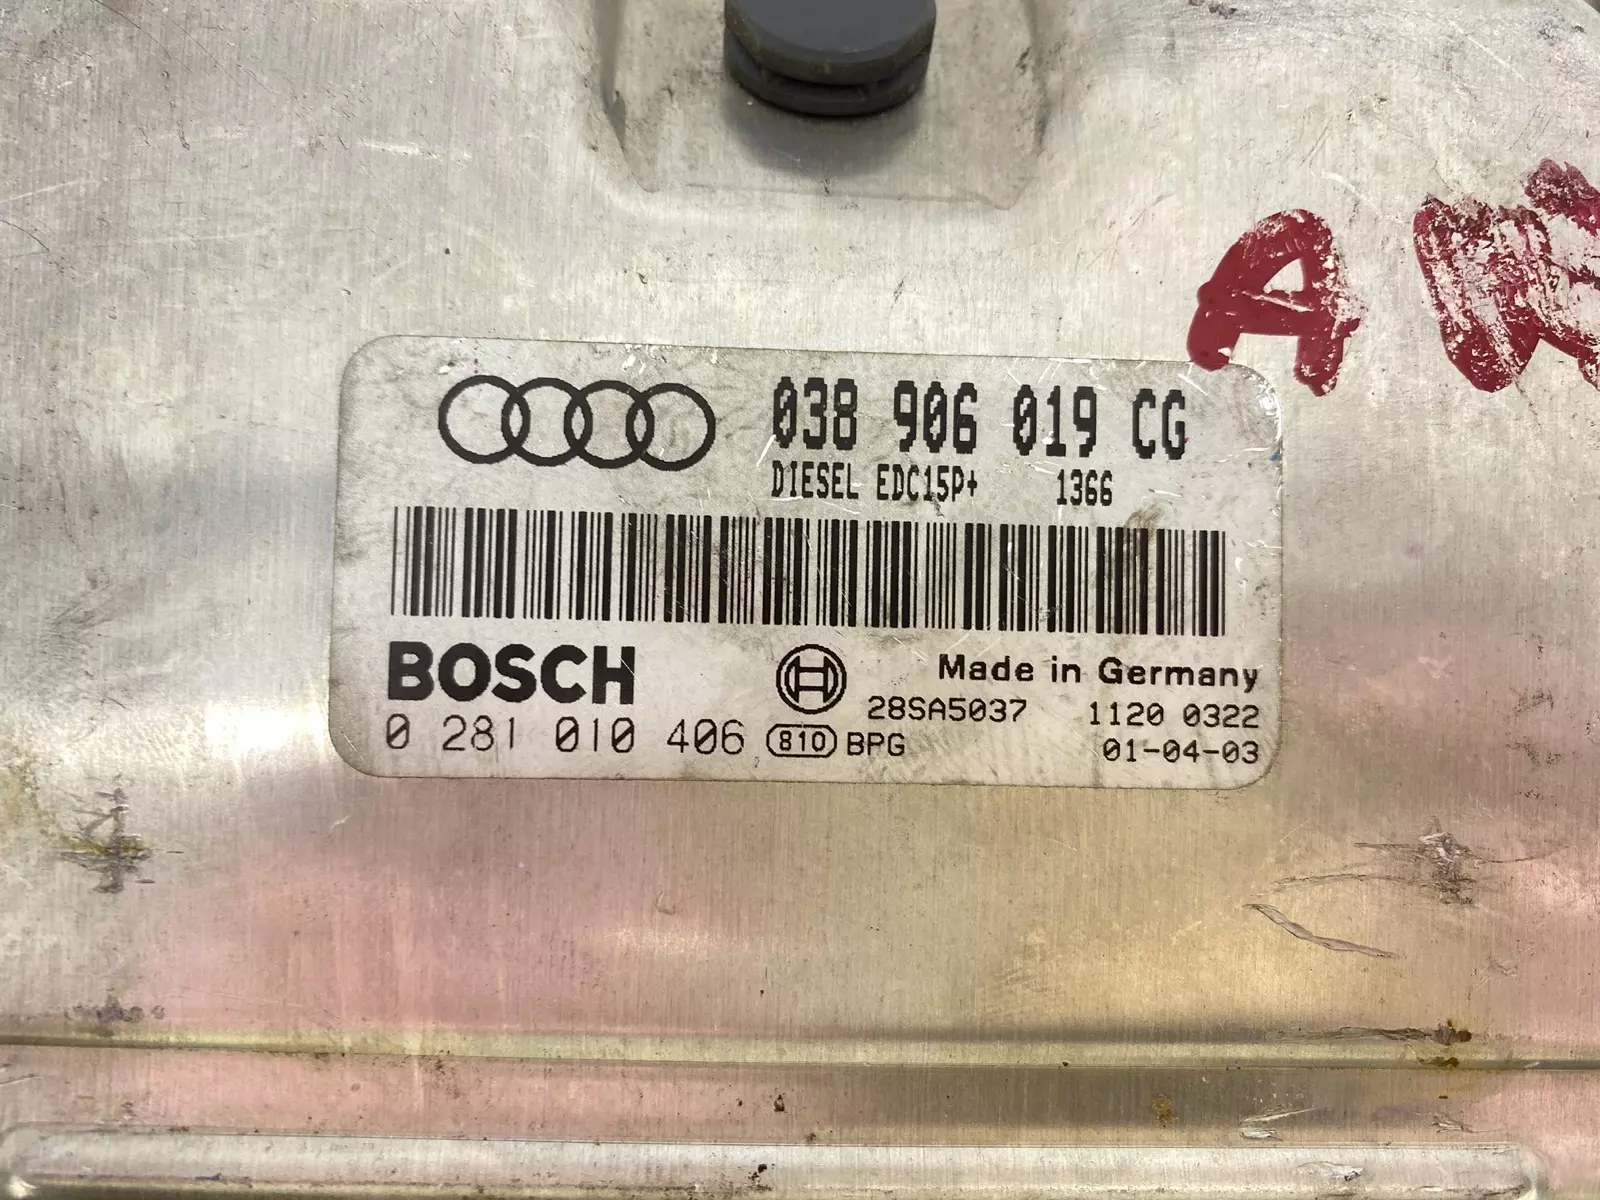 A
038 906 019 CG
DIESEL EDC15P+ 1366
BOSCH
Made in Germany
28SA5037 1120 0322
0 281 010 406 810 BPG 01-04-03